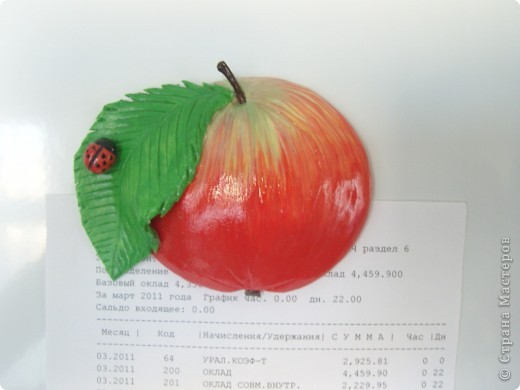 Ч раздел 6
оклад 4,459.900
Базовый оклад
За март 2011 года График час. 0.00 дн. 22.00
Сальдо входящее: 0.00
Месяц | Код |Начисления/Удержания| С У М М А | Час |Дн
03.2011 64 УРАЛ.КОЭФ-Т 2,925.81 0 0
03.2011 200 ОКЛАД 4,459.90 0 22
03.2011 201 ОКЛАД СОВМ.ВНУТР. 2,229.95 0 22
© Страна Мастеров